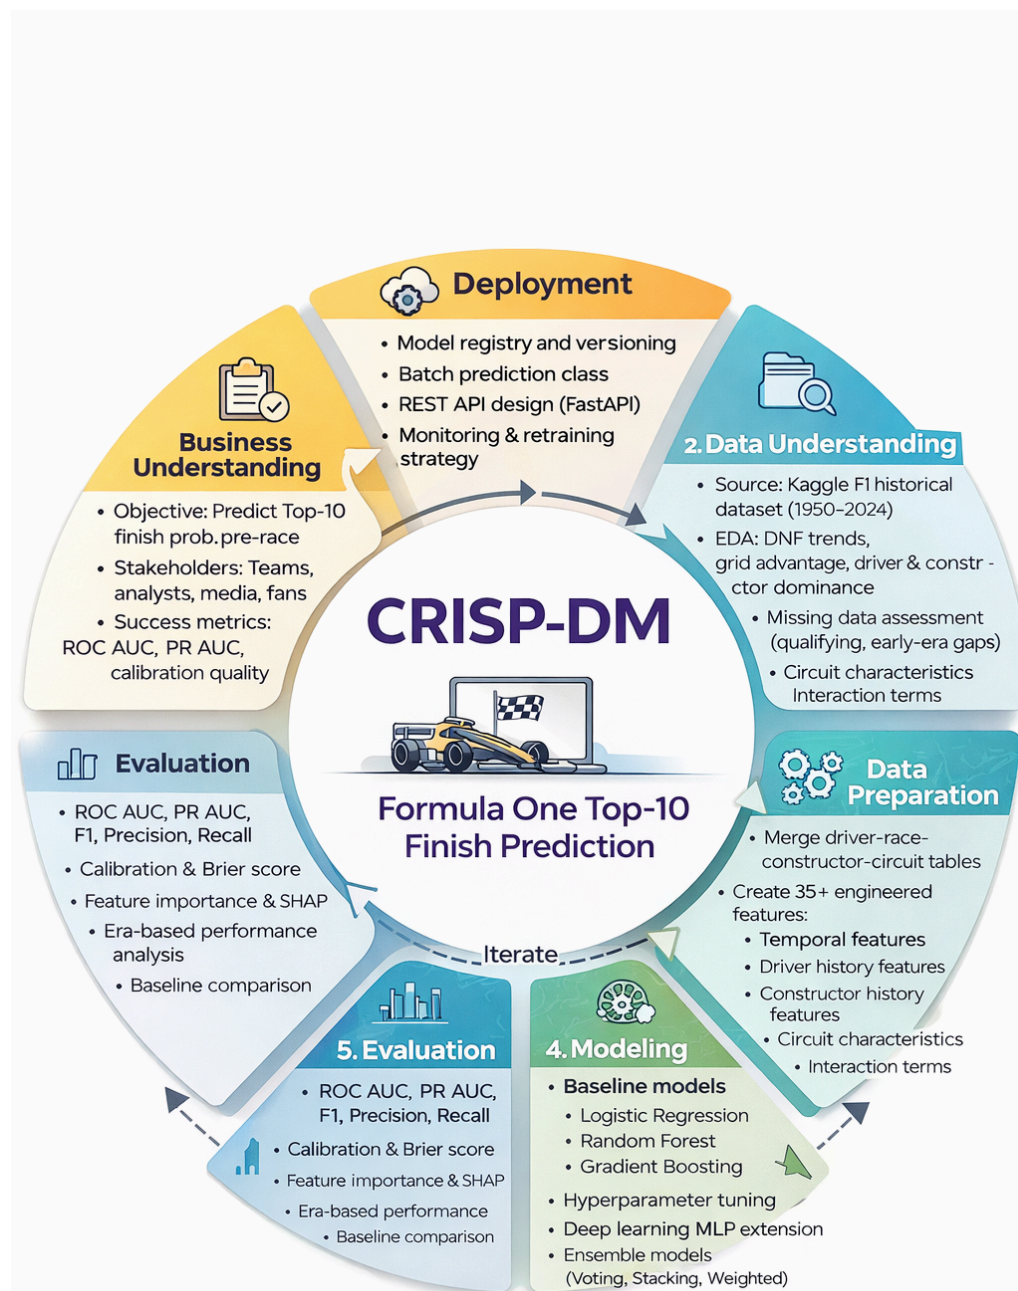 Deployment
• Model registry and versioning
• Batch prediction class
• REST API design (FastAPI)
• Monitoring & retraining
strategy
Business
Understanding
• Objective: Predict Top-10
finish prob.pre-race
• Stakeholders: Teams,
analysts, media, fans
• Success metrics:
ROC AUC, PR AUC,
calibration quality
2. Data Understanding
• Source: Kaggle F1 historical
dataset (1950–2024)
• EDA: DNF trends,
grid advantage, driver & constr -
ctor dominance
• Missing data assessment
(qualifying, early-era gaps)
• Circuit characteristics
Interaction terms
CRISP-DM
Formula One Top-10
Finish Prediction
Iterate
Data
Preparation
• Merge driver-race-
constructor-circuit tables
• Create 35+ engineered
features:
• Temporal features
• Driver history features
• Constructor history
features
• Circuit characteristics
• Interaction terms
4. Modeling
• Baseline models
• Logistic Regression
• Random Forest
• Gradient Boosting
• Hyperparameter tuning
• Deep learning MLP extension
• Ensemble models
(Voting, Stacking, Weighted)
5. Evaluation
• ROC AUC, PR AUC,
F1, Precision, Recall
• Calibration & Brier score
• Feature importance & SHAP
• Era-based performance
• Baseline comparison
Evaluation
• ROC AUC, PR AUC,
F1, Precision, Recall
• Calibration & Brier score
• Feature importance & SHAP
• Era-based performance
analysis
• Baseline comparison